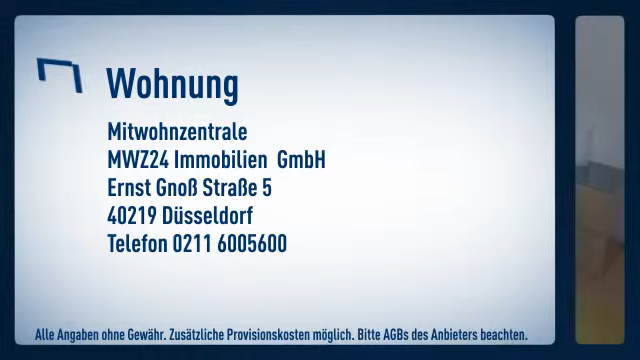 Wohnung
Mitwohnzentrale
MWZ24 Immobilien GmbH
Ernst Gnoß Straße 5
40219 Düsseldorf
Telefon 0211 6005600
Alle Angaben ohne Gewähr. Zusätzliche Provisionskosten möglich. Bitte AGBs des Anbieters beachten.